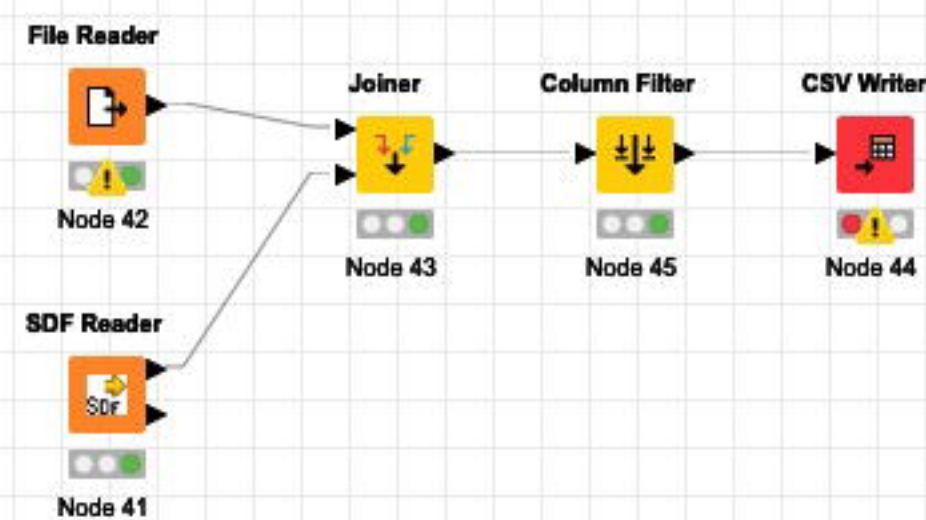 File Reader
Node 42
Joiner
Node 43
Column Filter
Node 45
CSV Writer
Node 44
SDF Reader
SDF
Node 41